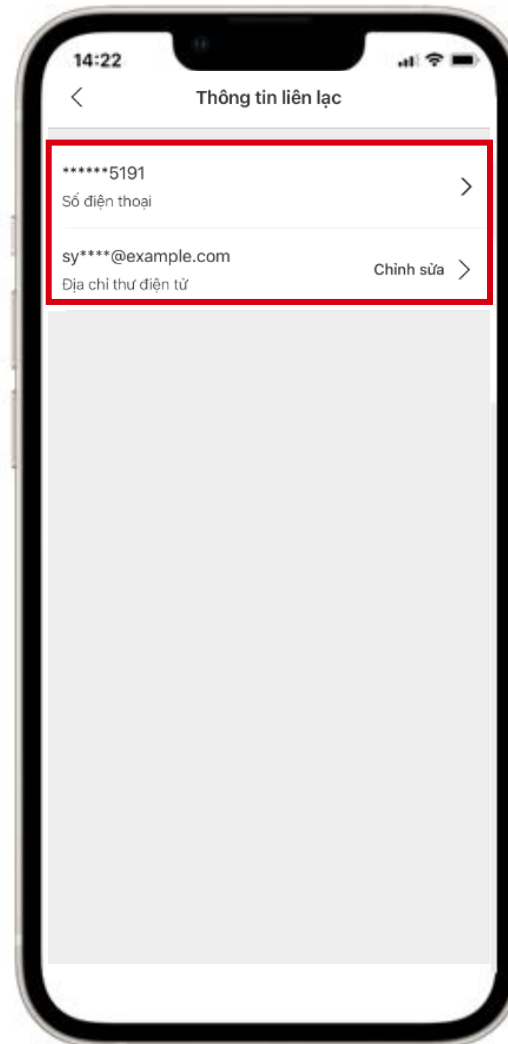 14:22
Thông tin liên lạc
******5191
Số điện thoại
sy****@example.com
Chỉnh sửa
Địa chỉ thư điện tử